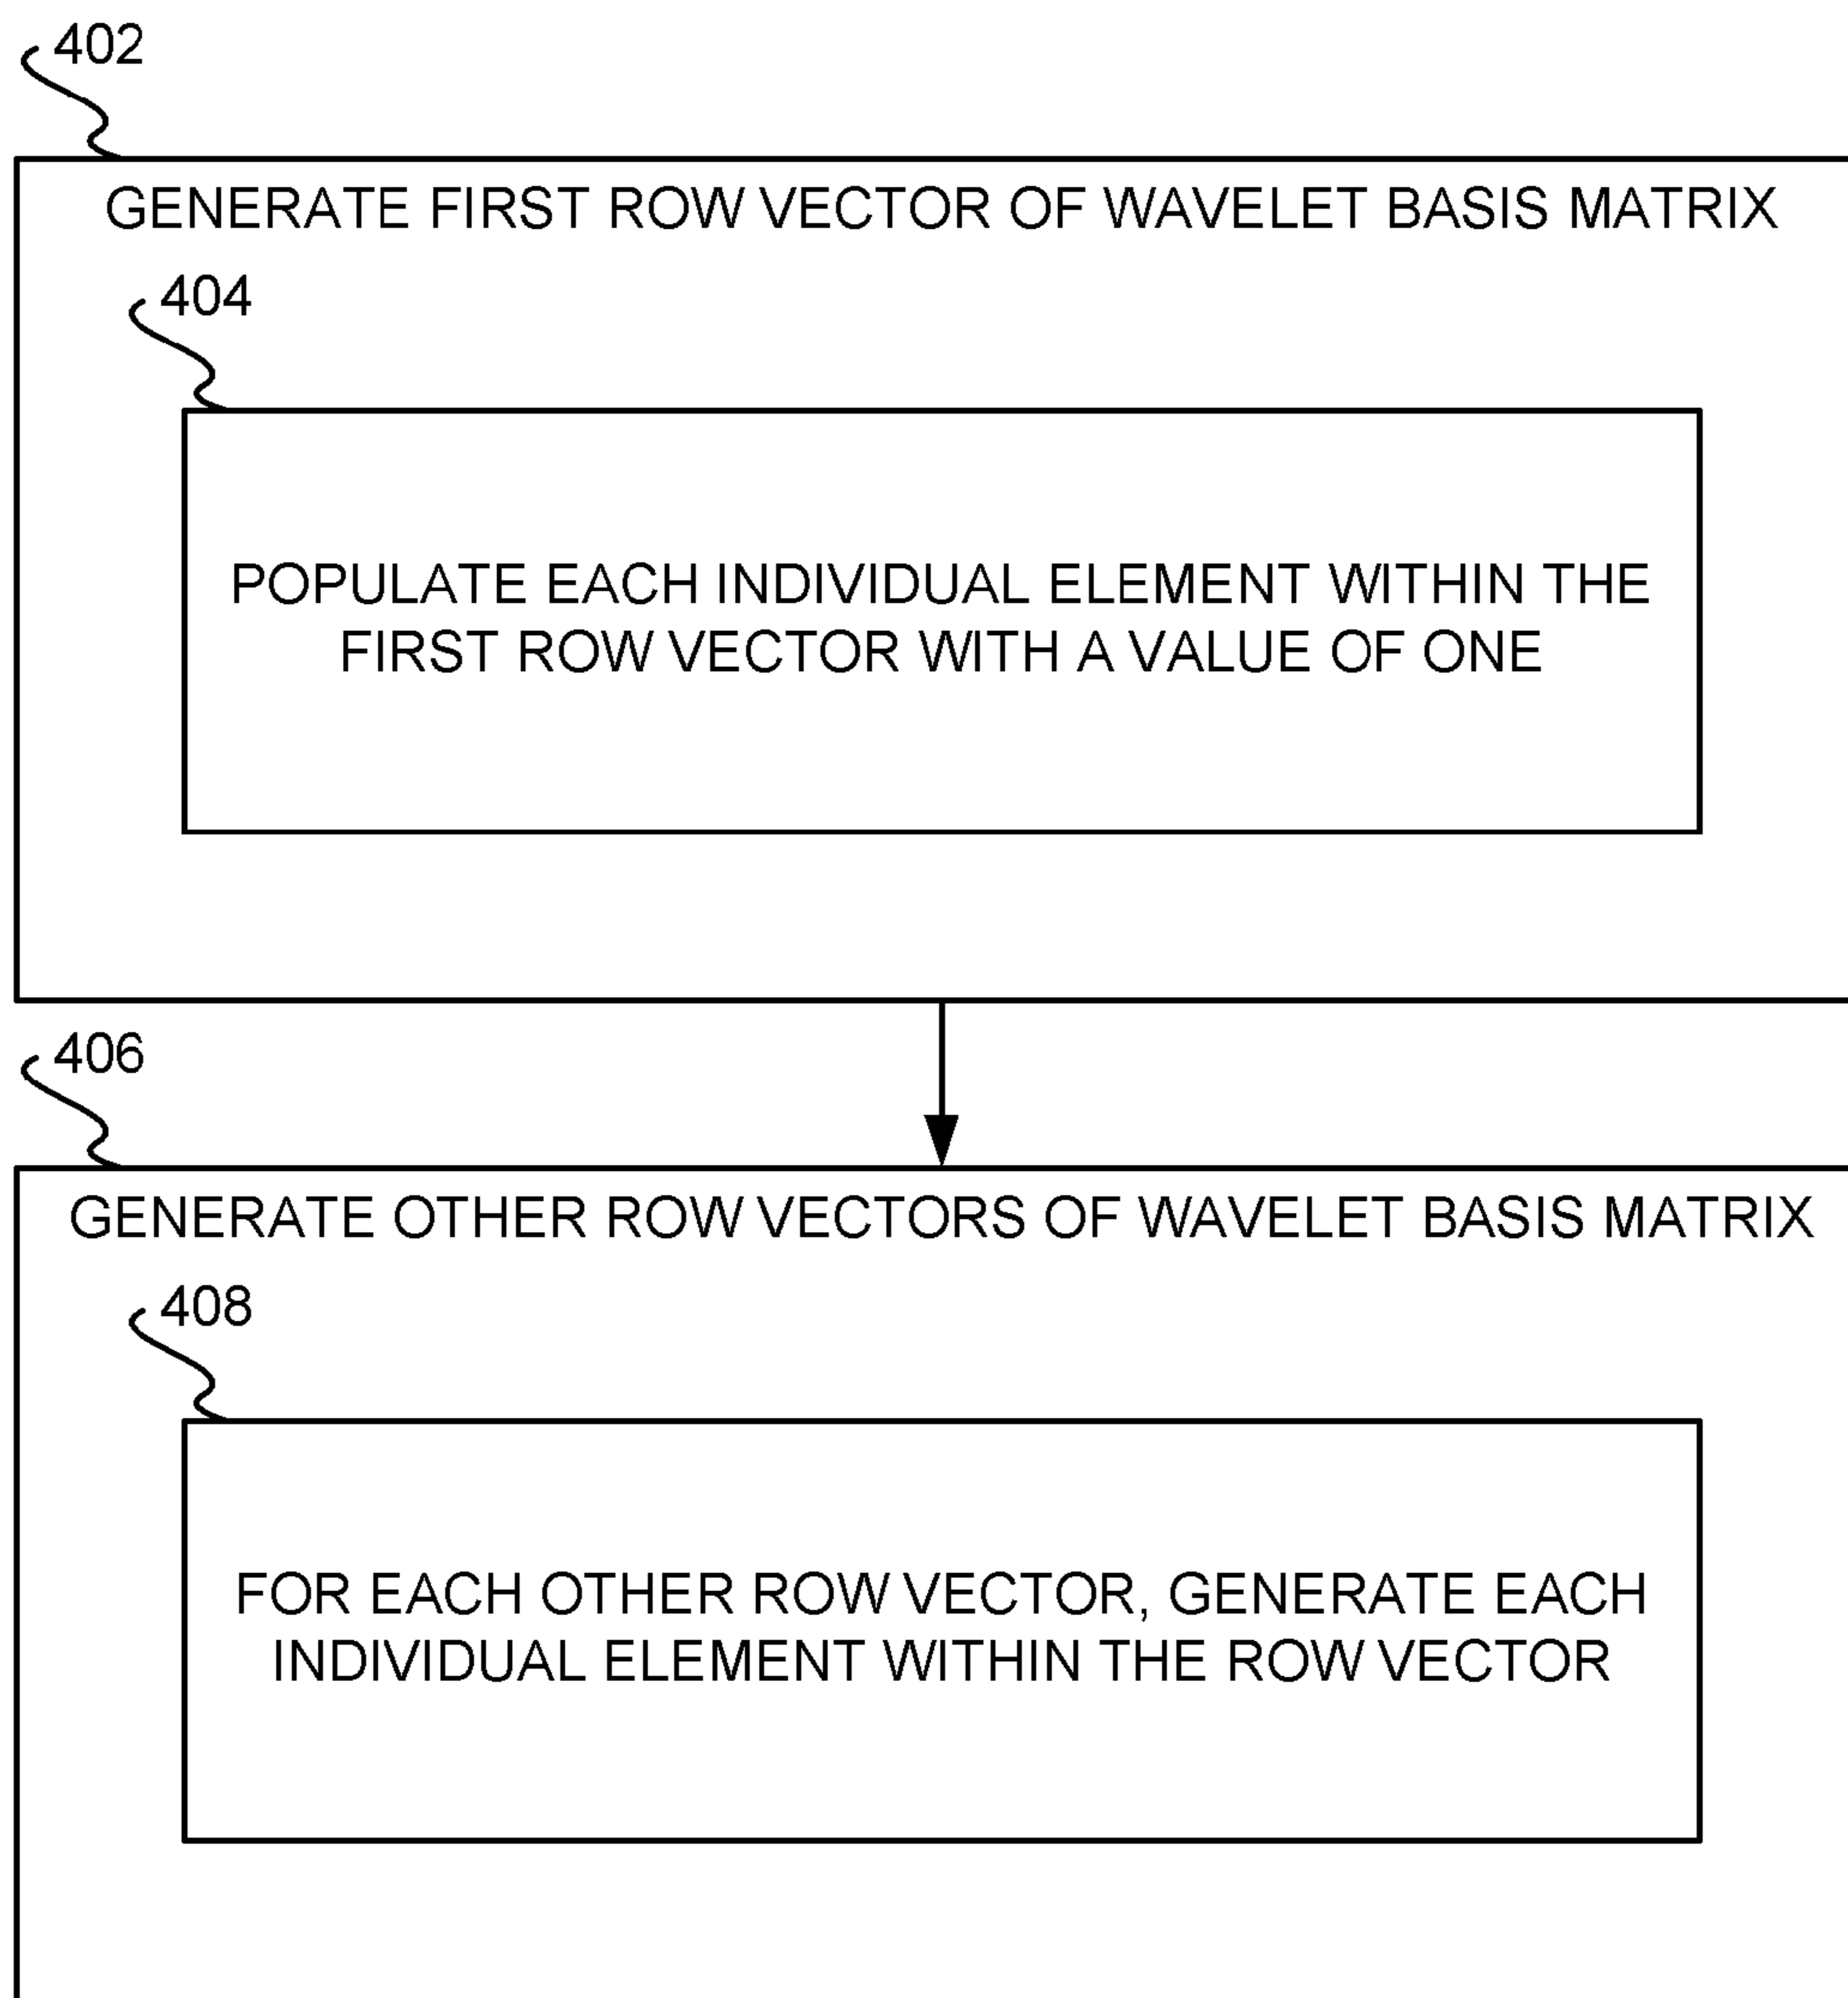 402
GENERATE FIRST ROW VECTOR OF WAVELET BASIS MATRIX
404
POPULATE EACH INDIVIDUAL ELEMENT WITHIN THE
FIRST ROW VECTOR WITH A VALUE OF ONE
406
GENERATE OTHER ROW VECTORS OF WAVELET BASIS MATRIX
408
FOR EACH OTHER ROW VECTOR, GENERATE EACH
INDIVIDUAL ELEMENT WITHIN THE ROW VECTOR